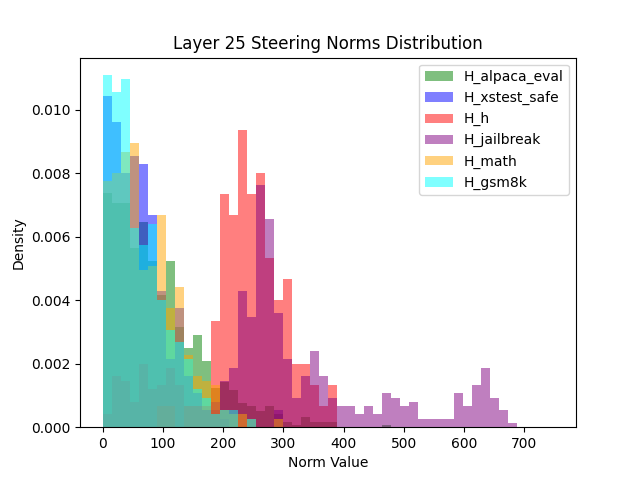 Layer 25 Steering Norms Distribution
H_alpaca_eval
H_xstest_safe
H_h
H_jailbreak
H_math
H_gsm8k
Density
0.010
0.008
0.006
0.004
0.002
0.000
0 100 200 300 400 500 600 700
Norm Value